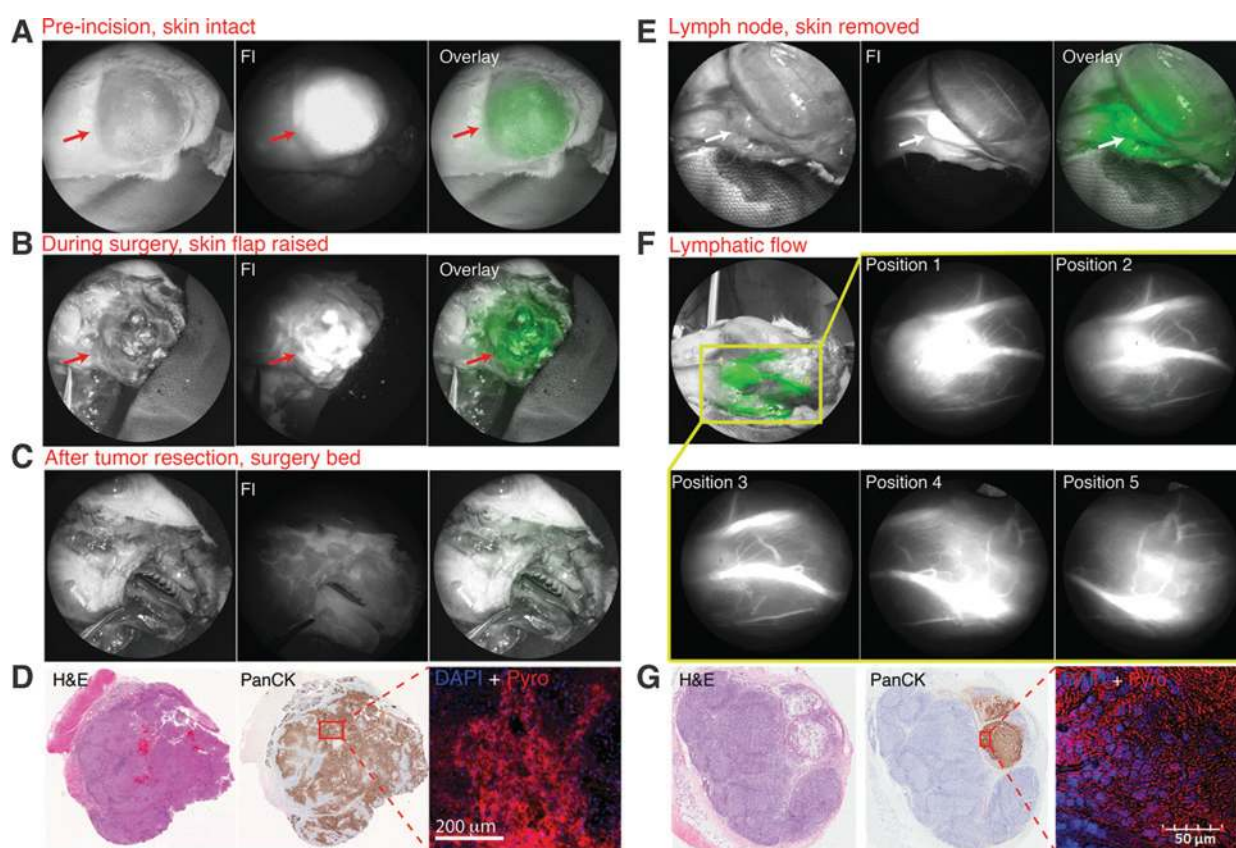 A Pre-incision, skin intact
FI
Overlay
B During surgery, skin flap raised
FI
Overlay
C After tumor resection, surgery bed
FI
D H&E
PanCK
DAPI + Pyro
200 μm
E Lymph node, skin removed
FI
Overlay
F Lymphatic flow
Position 1
Position 2
Position 3
Position 4
Position 5
G H&E
PanCK
DAPI + Pyro
50 μm